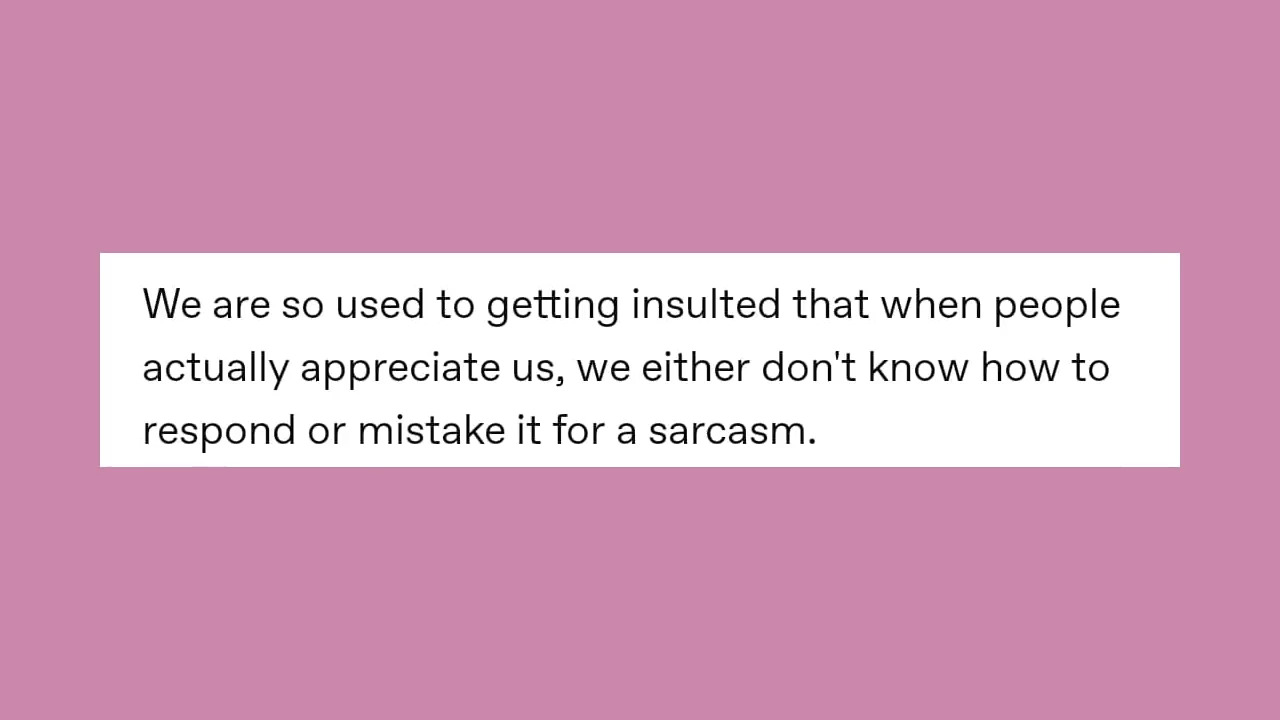 We are so used to getting insulted that when people
actually appreciate us, we either don't know how to
respond or mistake it for a sarcasm.